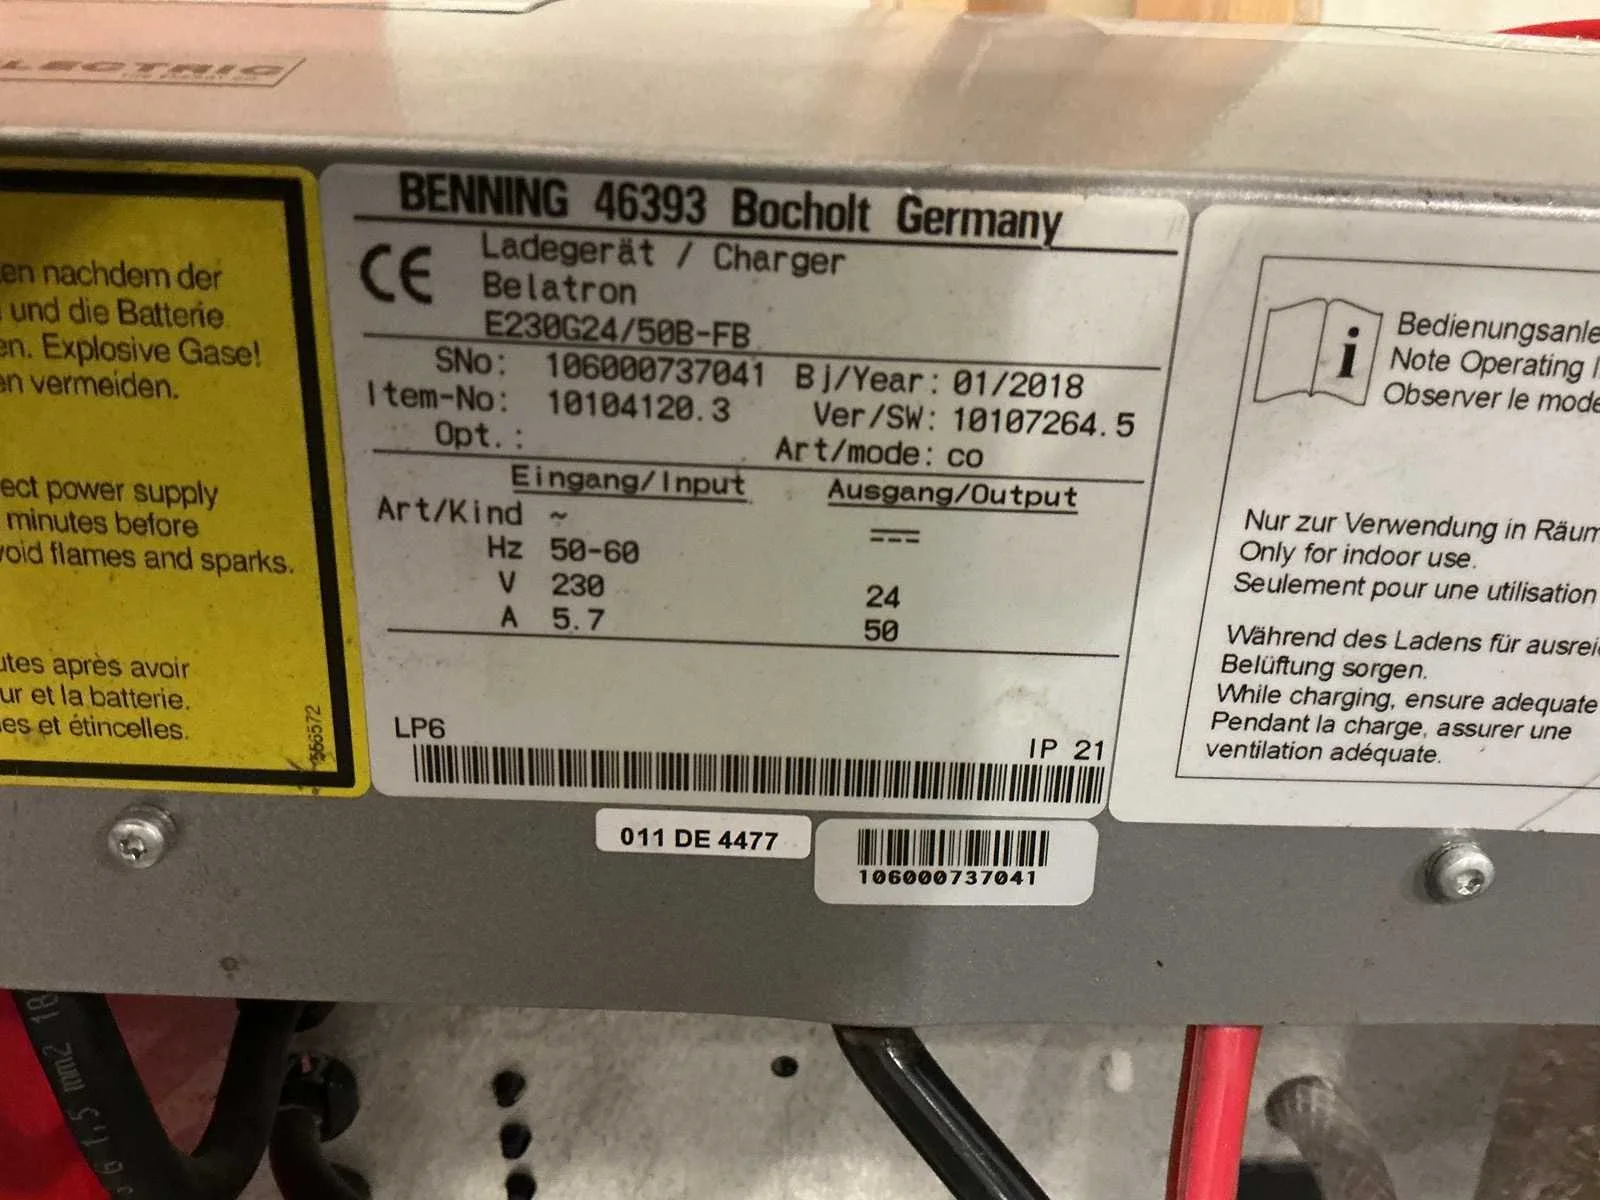 BENNING 46393 Bocholt Germany
CE
Ladegerät / Charger
Belatron
E230G24/50B-FB
SNo: 106000737041 Bj/Year: 01/2018
Item-No: 10104120.3 Ver/SW: 10107264.5
Opt.: Art/mode: co
Eingang/Input Ausgang/Output
Art/Kind ~ ⎓
Hz 50-60
V 230 24
A 5.7 50
LP6 IP 21
011 DE 4477
106000737041
en nachdem der
und die Batterie
en. Explosive Gase!
en vermeiden.
ect power supply
minutes before
void flames and sparks.
utes après avoir
ur et la batterie.
es et étincelles.
i
Bedienungsanle
Note Operating I
Observer le mode
Nur zur Verwendung in Räum
Only for indoor use.
Seulement pour une utilisation
Während des Ladens für ausrei
Belüftung sorgen.
While charging, ensure adequate
Pendant la charge, assurer une
ventilation adéquate.
LECTRIC
G 1,5 mm2 18